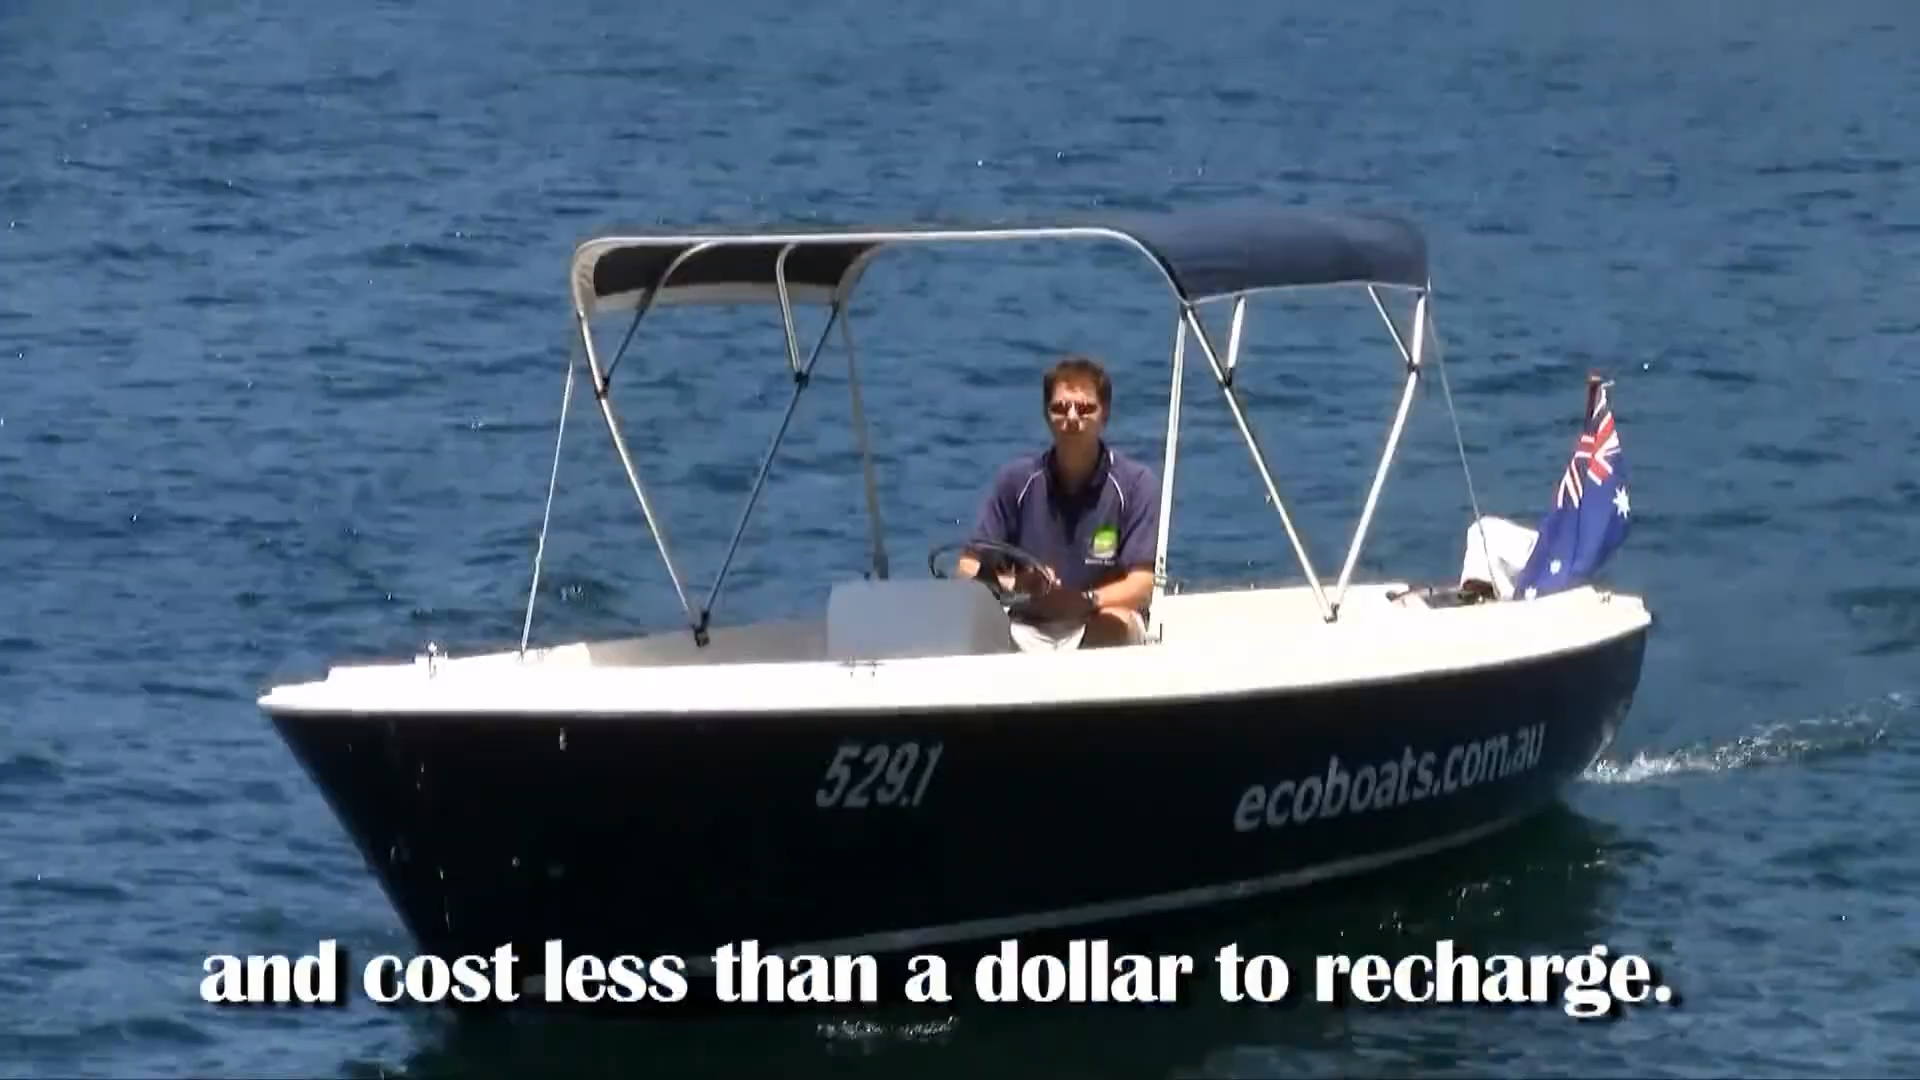 529.1
ecoboats.com.au
and cost less than a dollar to recharge.